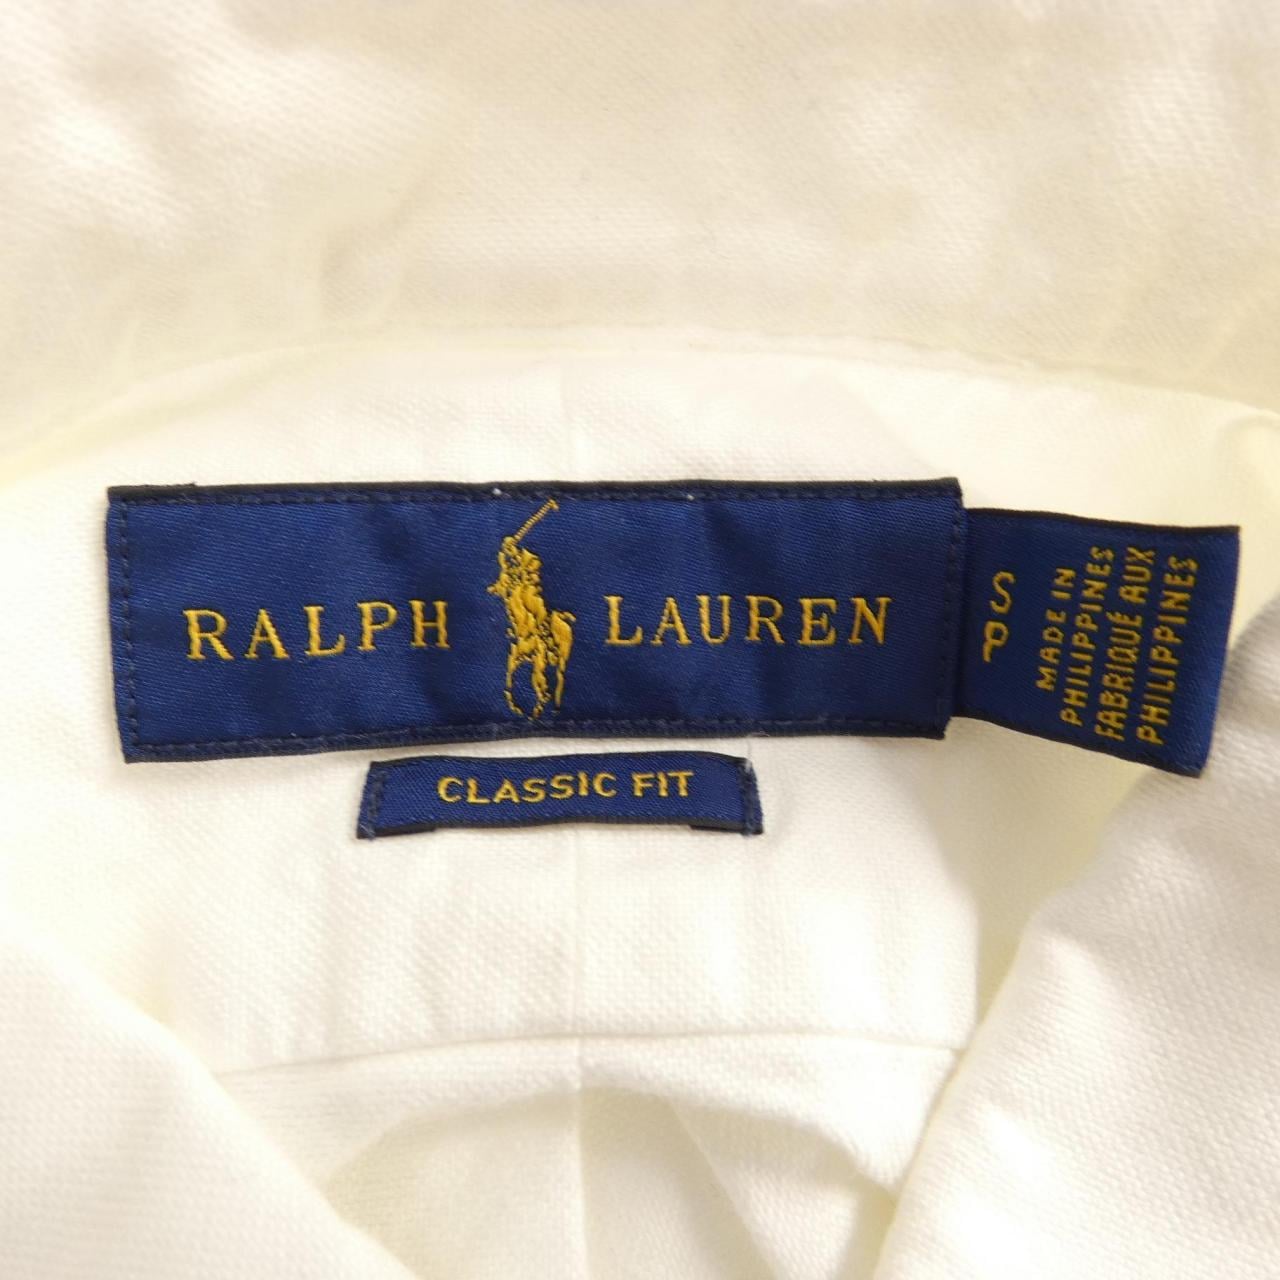 RALPH LAUREN
CLASSIC FIT
S
P
MADE IN
PHILIPPINES
FABRIQUÉ AUX
PHILIPPINES